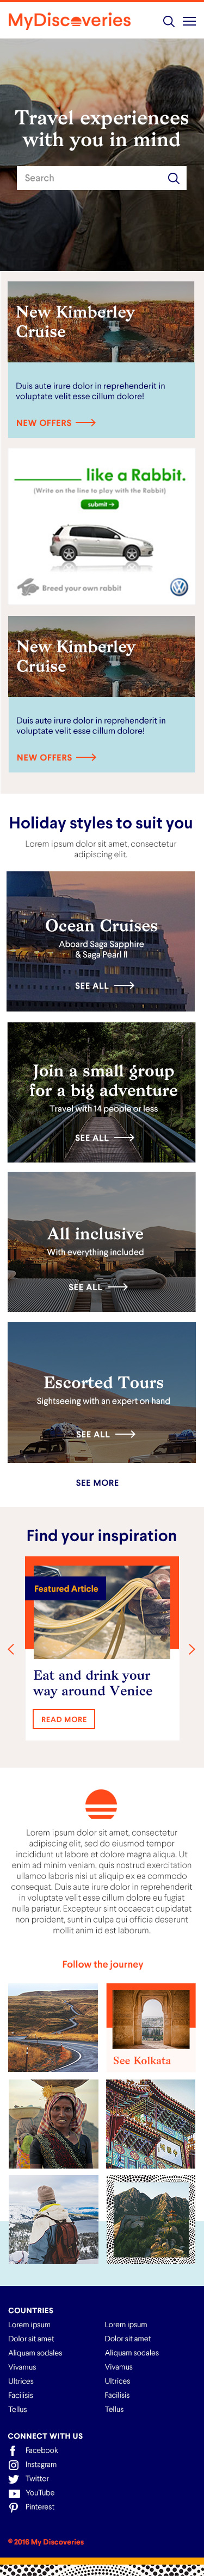 MyDiscoveries
Travel experiences
with you in mind
Search
New Kimberley
Cruise
Duis aute irure dolor in reprehenderit in
voluptate velit esse cillum dolore!
NEW OFFERS
like a Rabbit.
(Write on the line to play with the Rabbit)
submit
Breed your own rabbit
New Kimberley
Cruise
Duis aute irure dolor in reprehenderit in
voluptate velit esse cillum dolore!
NEW OFFERS
Holiday styles to suit you
Lorem ipsum dolor sit amet, consectetur
adipiscing elit.
Ocean Cruises
Aboard Saga Sapphire
& Saga Pearl II
SEE ALL
Join a small group
for a big adventure
Travel with 14 people or less
SEE ALL
All inclusive
With everything included
SEE ALL
Escorted Tours
Sightseeing with an expert on hand
SEE ALL
SEE MORE
Find your inspiration
Featured Article
Eat and drink your
way around Venice
READ MORE
Lorem ipsum dolor sit amet, consectetur
adipiscing elit, sed do eiusmod tempor
incididunt ut labore et dolore magna aliqua. Ut
enim ad minim veniam, quis nostrud exercitation
ullamco laboris nisi ut aliquip ex ea commodo
consequat. Duis aute irure dolor in reprehenderit
in voluptate velit esse cillum dolore eu fugiat
nulla pariatur. Excepteur sint occaecat cupidatat
non proident, sunt in culpa qui officia deserunt
mollit anim id est laborum.
Follow the journey
See Kolkata
COUNTRIES
Lorem ipsum Lorem ipsum
Dolor sit amet Dolor sit amet
Aliquam sodales Aliquam sodales
Vivamus Vivamus
Ultrices Ultrices
Facilisis Facilisis
Tellus Tellus
CONNECT WITH US
Facebook
Instagram
Twitter
YouTube
Pinterest
© 2016 My Discoveries